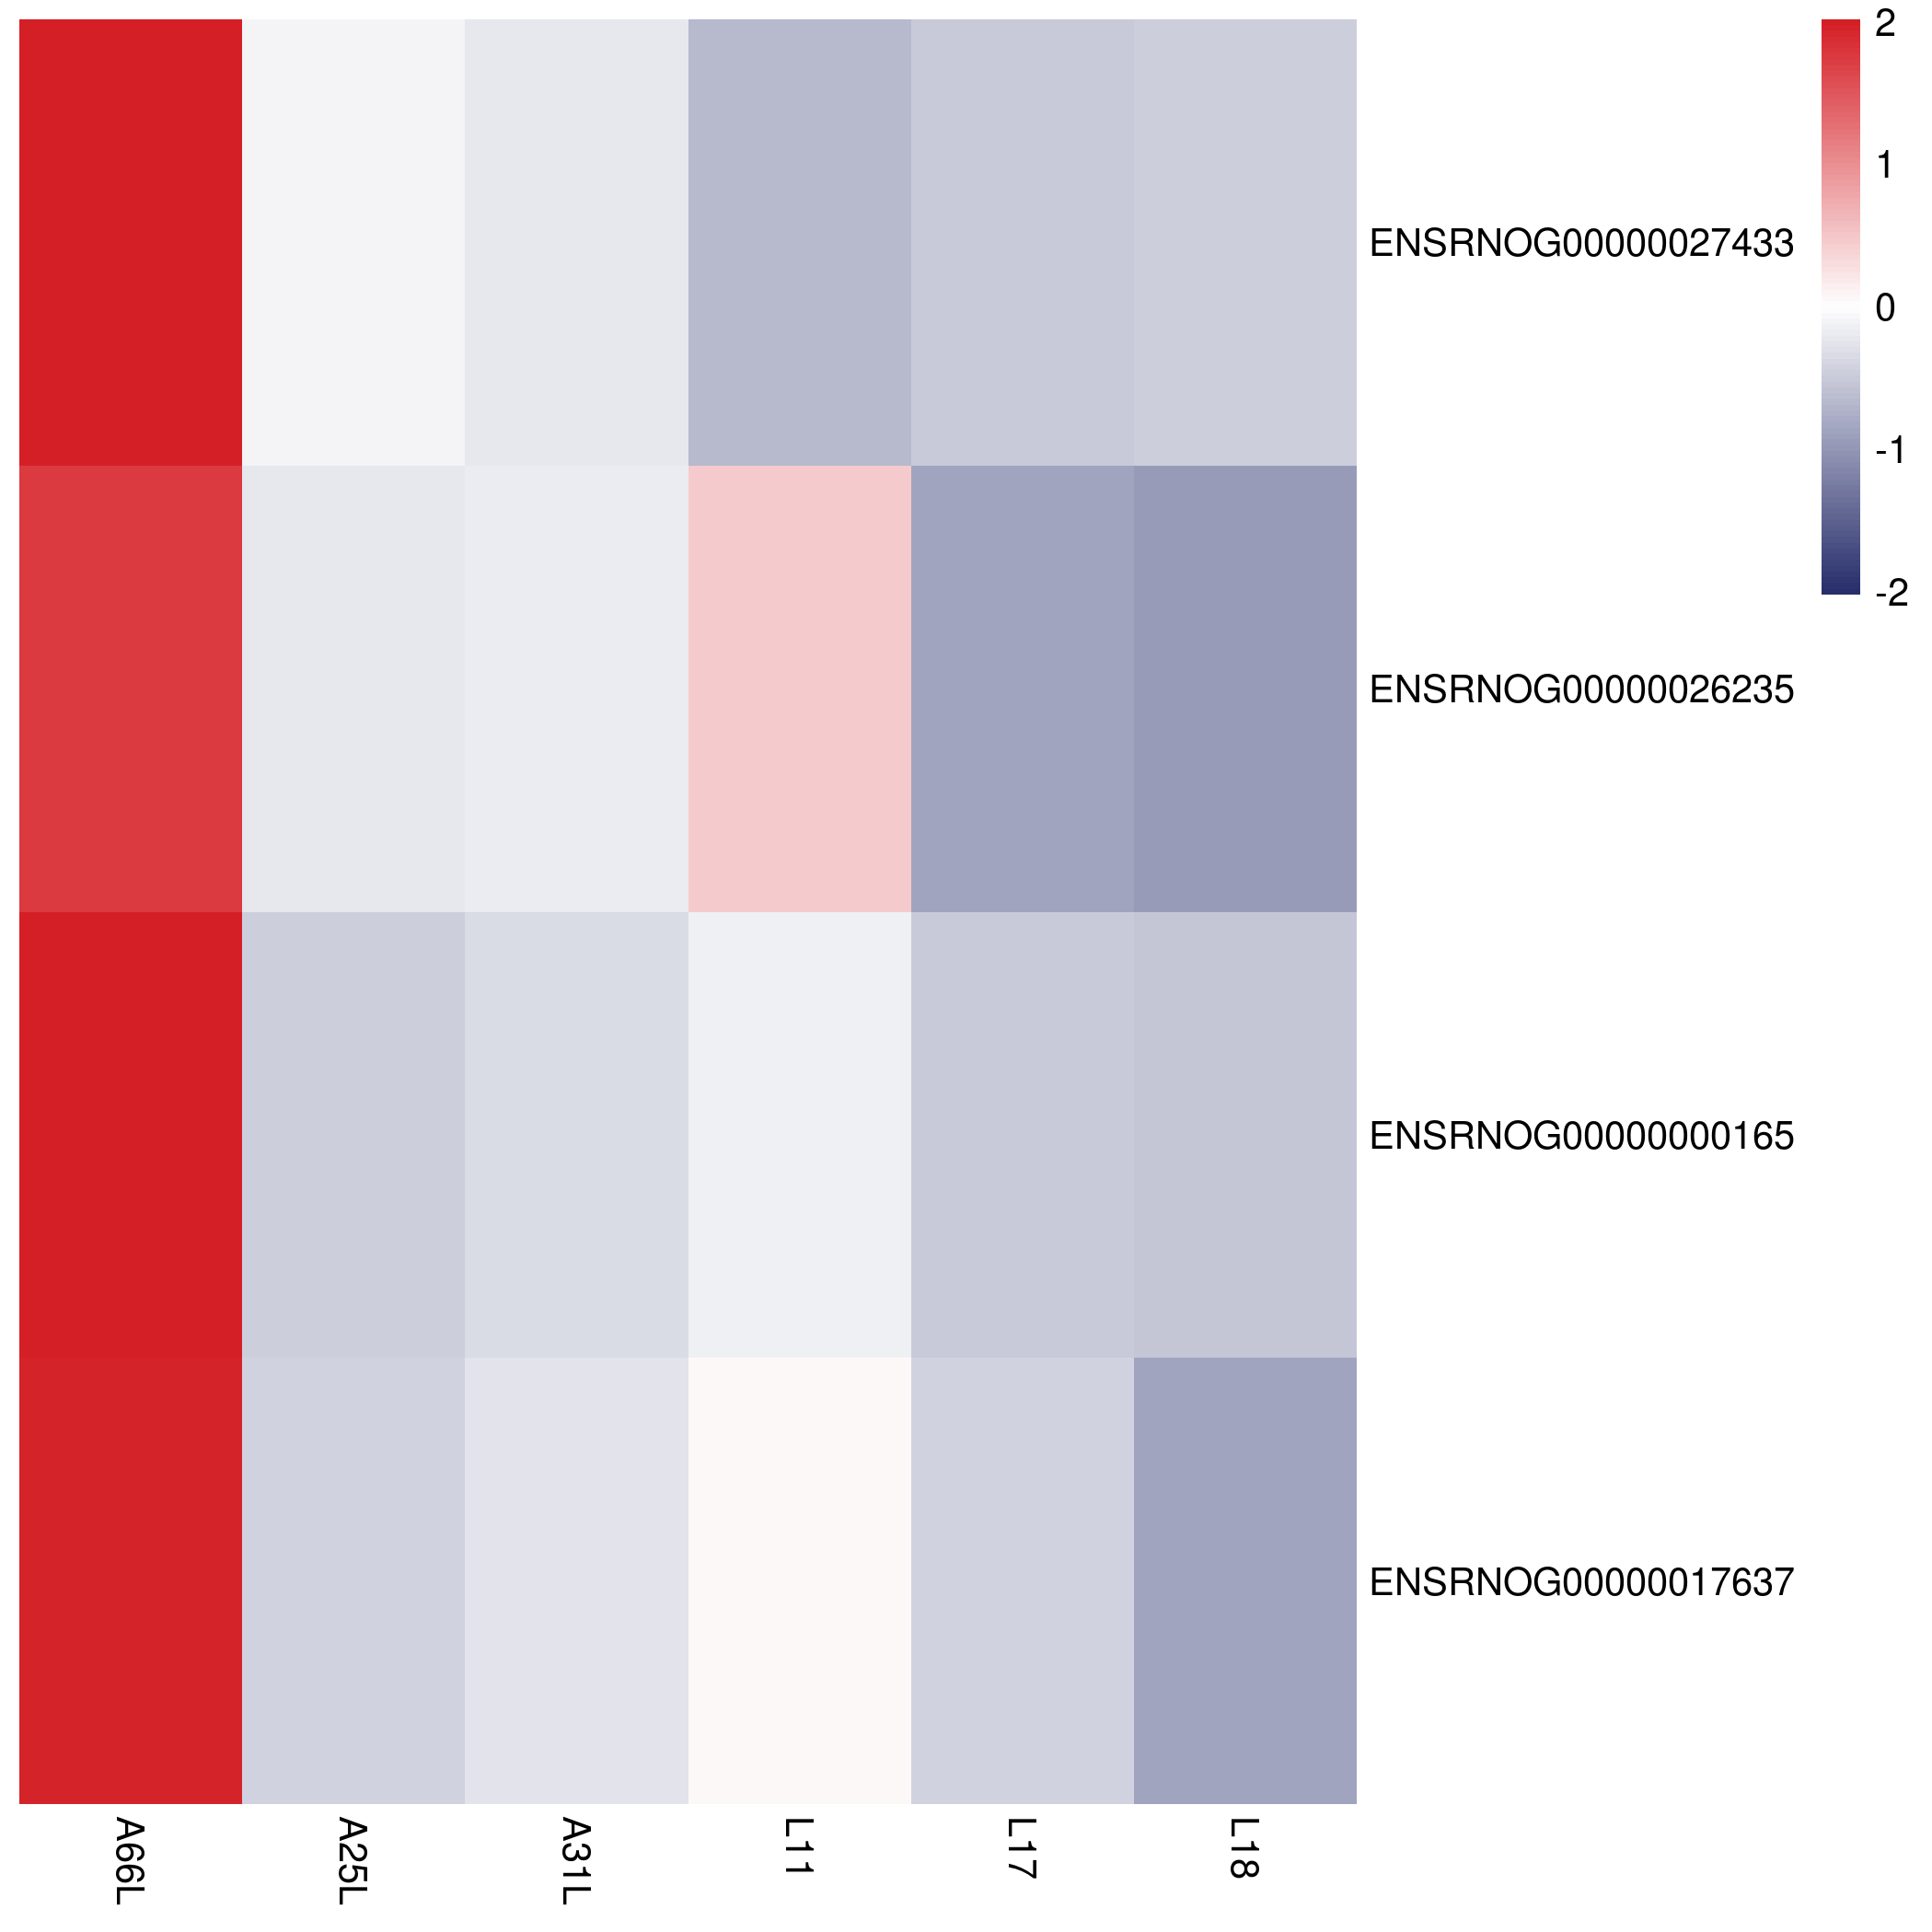 2
1
0
-1
-2
ENSRNOG00000027433
ENSRNOG00000026235
ENSRNOG00000000165
ENSRNOG00000017637
A66L
A25L
A31L
L11
L17
L18